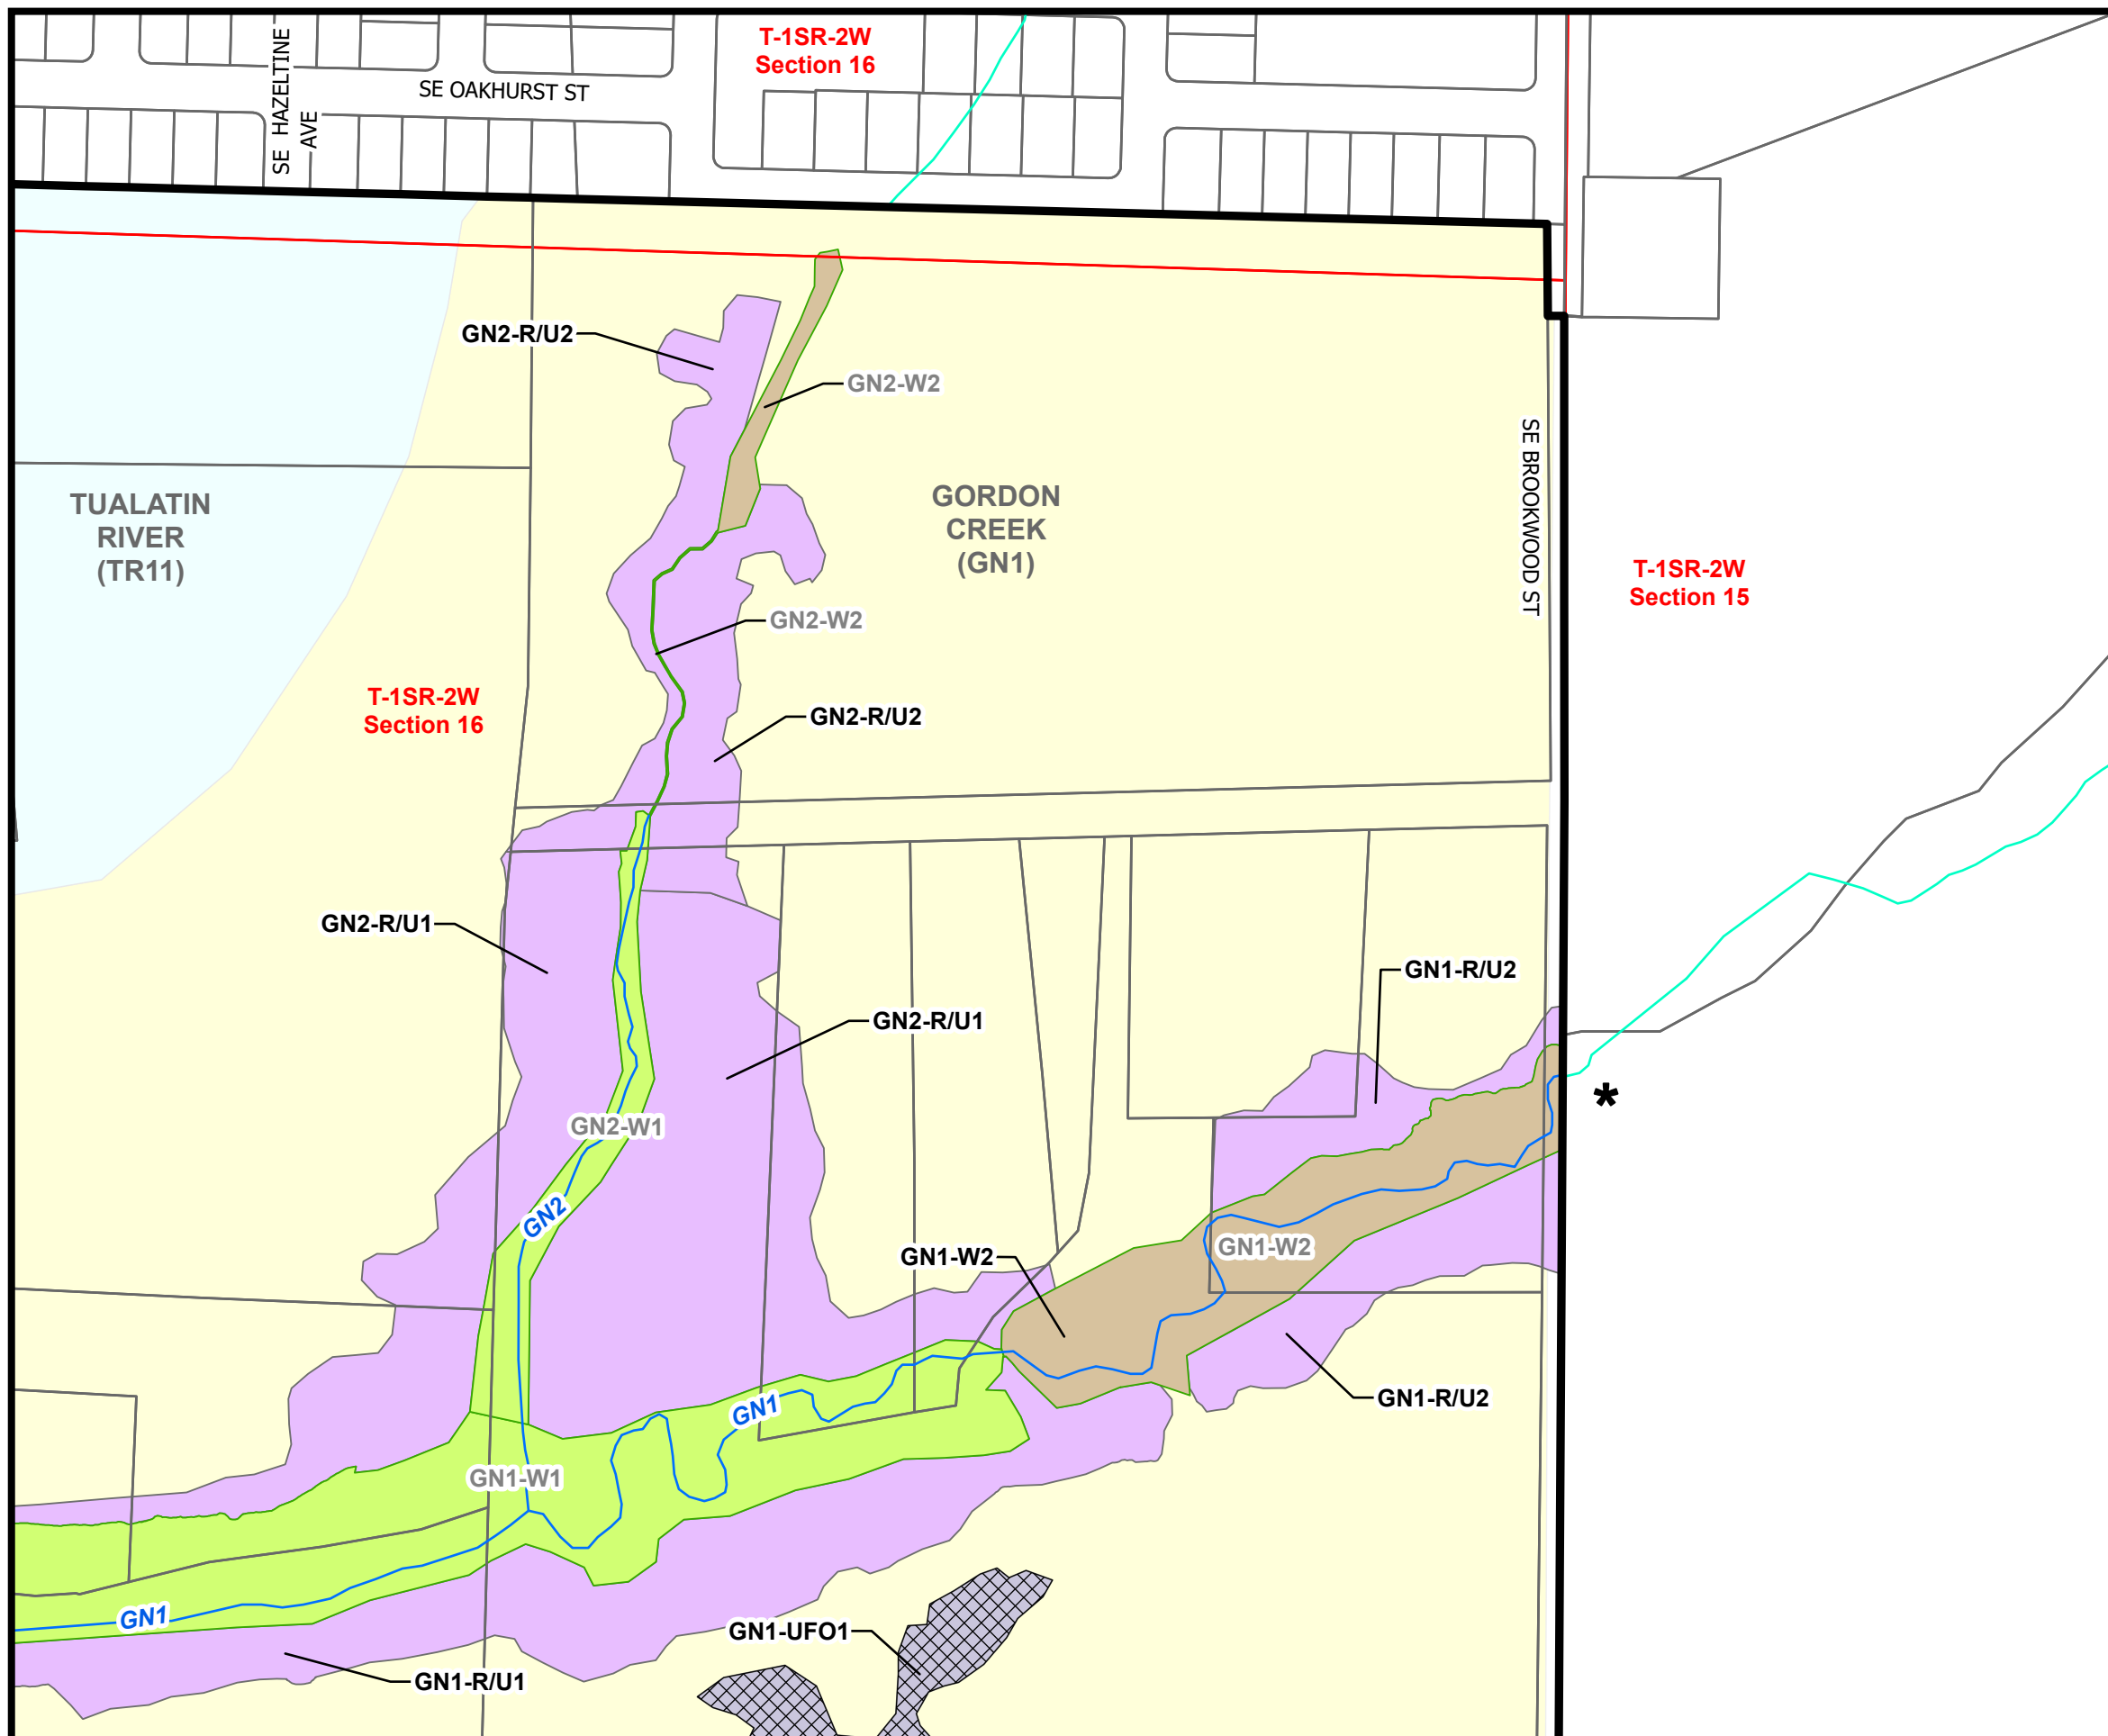 T-1SR-2W
Section 16
SE HAZELTINE
AVE
SE OAKHURST ST
GN2-R/U2
GN2-W2
TUALATIN
RIVER
(TR11)
GORDON
CREEK
(GN1)
SE BROOKWOOD ST
T-1SR-2W
Section 15
GN2-W2
T-1SR-2W
Section 16
GN2-R/U2
GN2-R/U1
GN1-R/U2
GN2-R/U1
*
GN2-W1
GN2
GN1-W2
GN1-W2
GN1-R/U2
GN1
GN1-W1
GN1
GN1-UFO1
GN1-R/U1